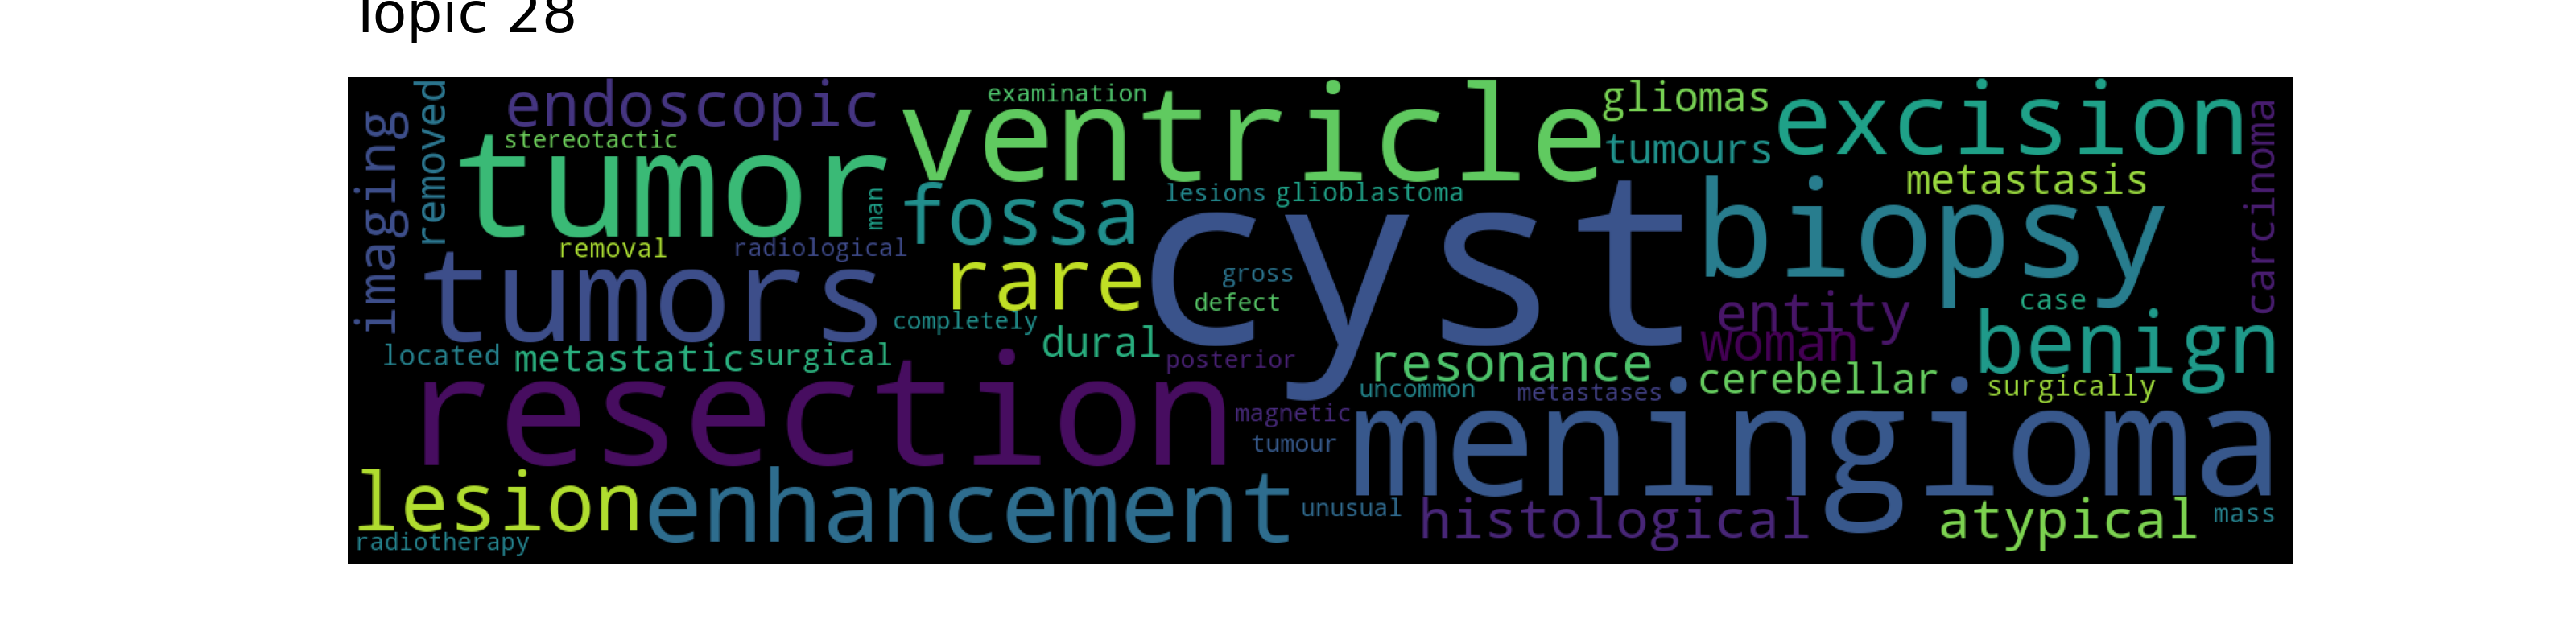 Topic 28
imaging
removed
endoscopic
stereotactic
tumor
man
examination
ventricle
gliomas
tumours
excision
carcinoma
metastasis
fossa
lesions
glioblastoma
cyst
biopsy
removal
radiological
tumors
rare
gross
defect
completely
entity
case
woman
benign
located
metastatic
surgical
dural
posterior
resonance
cerebellar
uncommon
metastases
surgically
resection
magnetic
tumour
meningioma
lesion
enhancement
unusual
histological
atypical
mass
radiotherapy